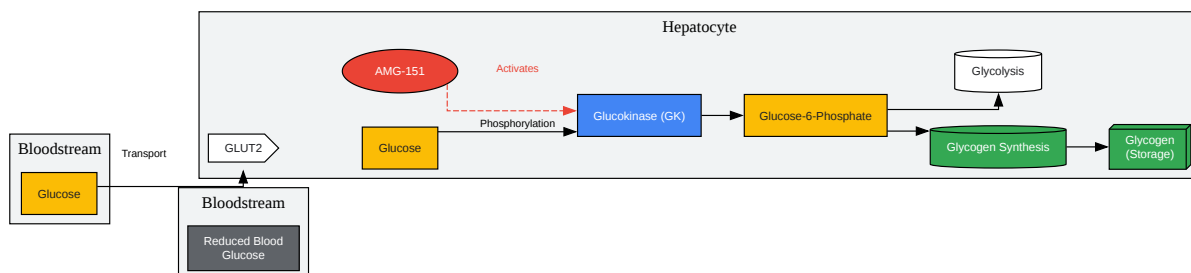 Hepatocyte
AMG-151
Activates
Glycolysis
Glucokinase (GK)
Glucose-6-Phosphate
Phosphorylation
Glucose
GLUT2
Glycogen Synthesis
Glycogen
(Storage)
Bloodstream
Transport
Glucose
Bloodstream
Reduced Blood
Glucose